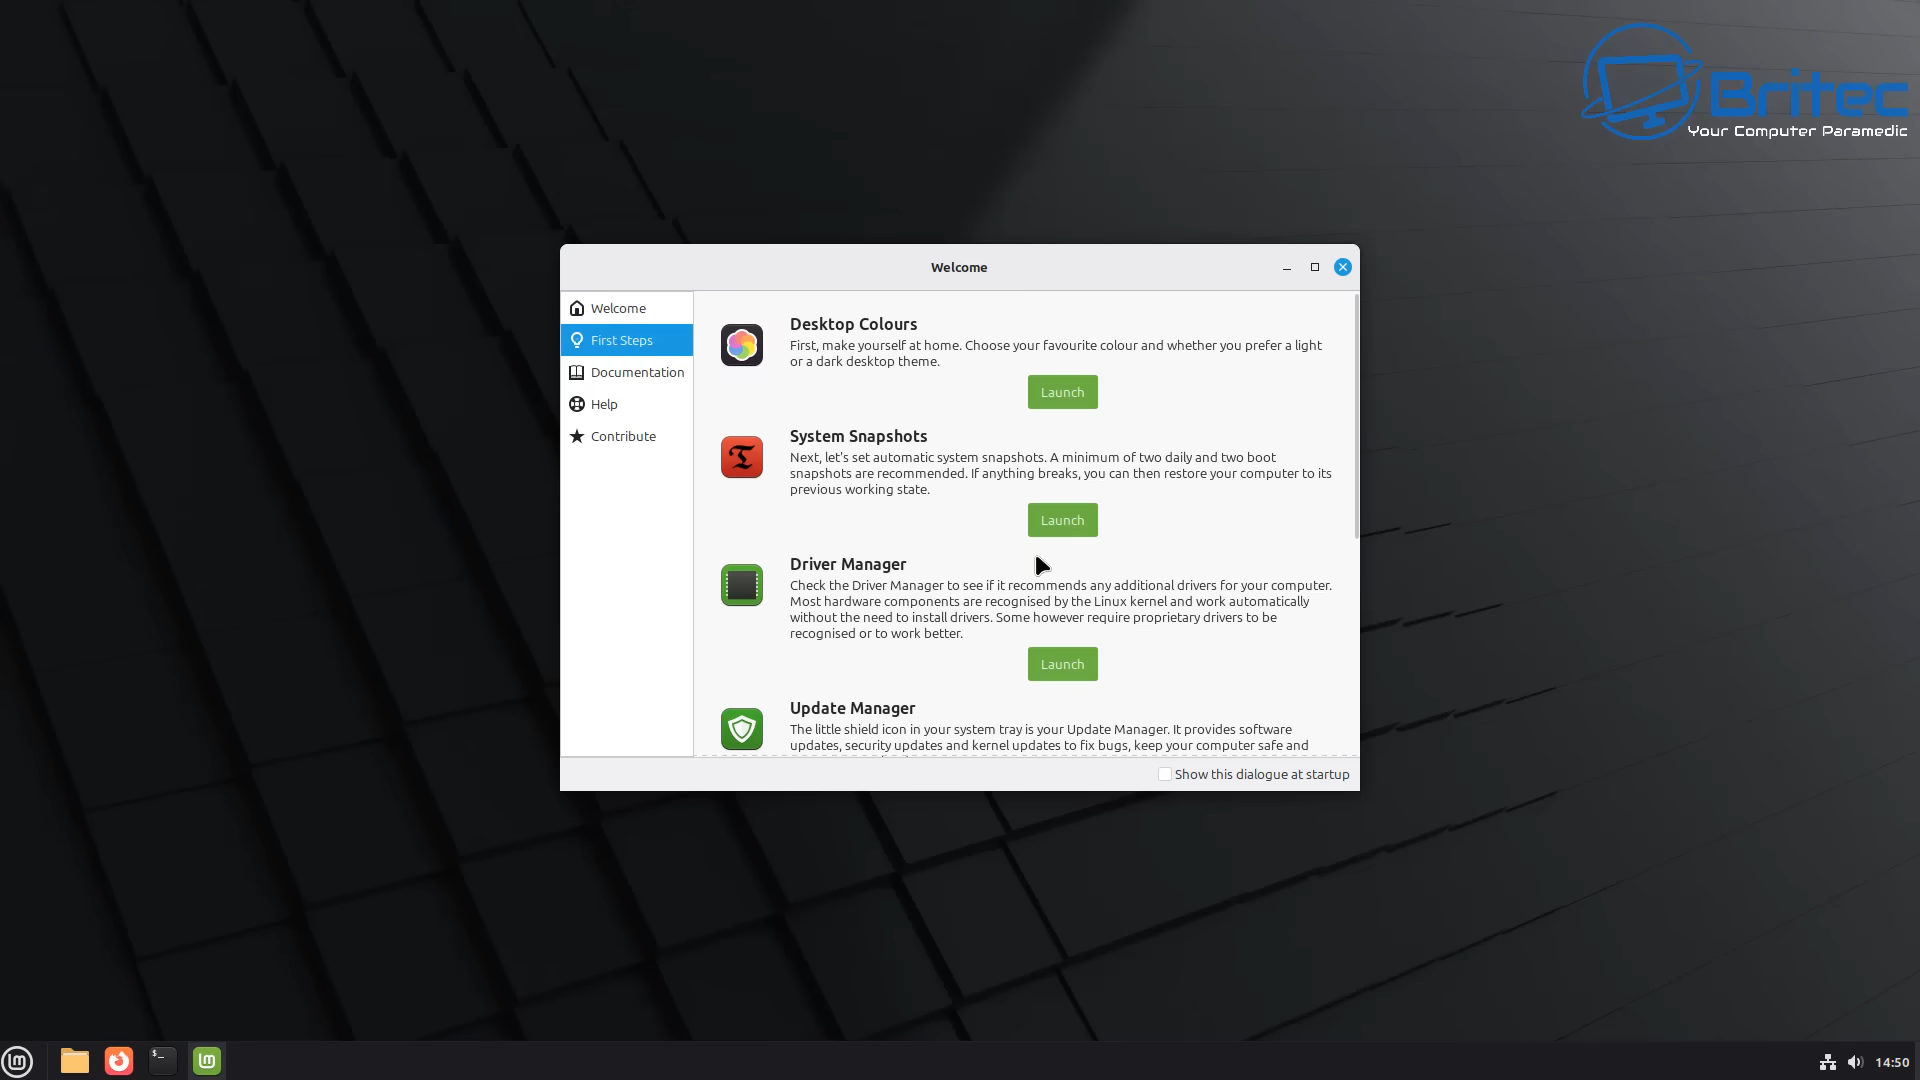 Britec
Your Computer Paramedic
Welcome
Welcome
First Steps
Documentation
Help
Contribute
Desktop Colours
First, make yourself at home. Choose your favourite colour and whether you prefer a light
or a dark desktop theme.
Launch
System Snapshots
Next, let's set automatic system snapshots. A minimum of two daily and two boot
snapshots are recommended. If anything breaks, you can then restore your computer to its
previous working state.
Launch
Driver Manager
Check the Driver Manager to see if it recommends any additional drivers for your computer.
Most hardware components are recognised by the Linux kernel and work automatically
without the need to install drivers. Some however require proprietary drivers to be
recognised or to work better.
Launch
Update Manager
The little shield icon in your system tray is your Update Manager. It provides software
updates, security updates and kernel updates to fix bugs, keep your computer safe and
Show this dialogue at startup
14:50